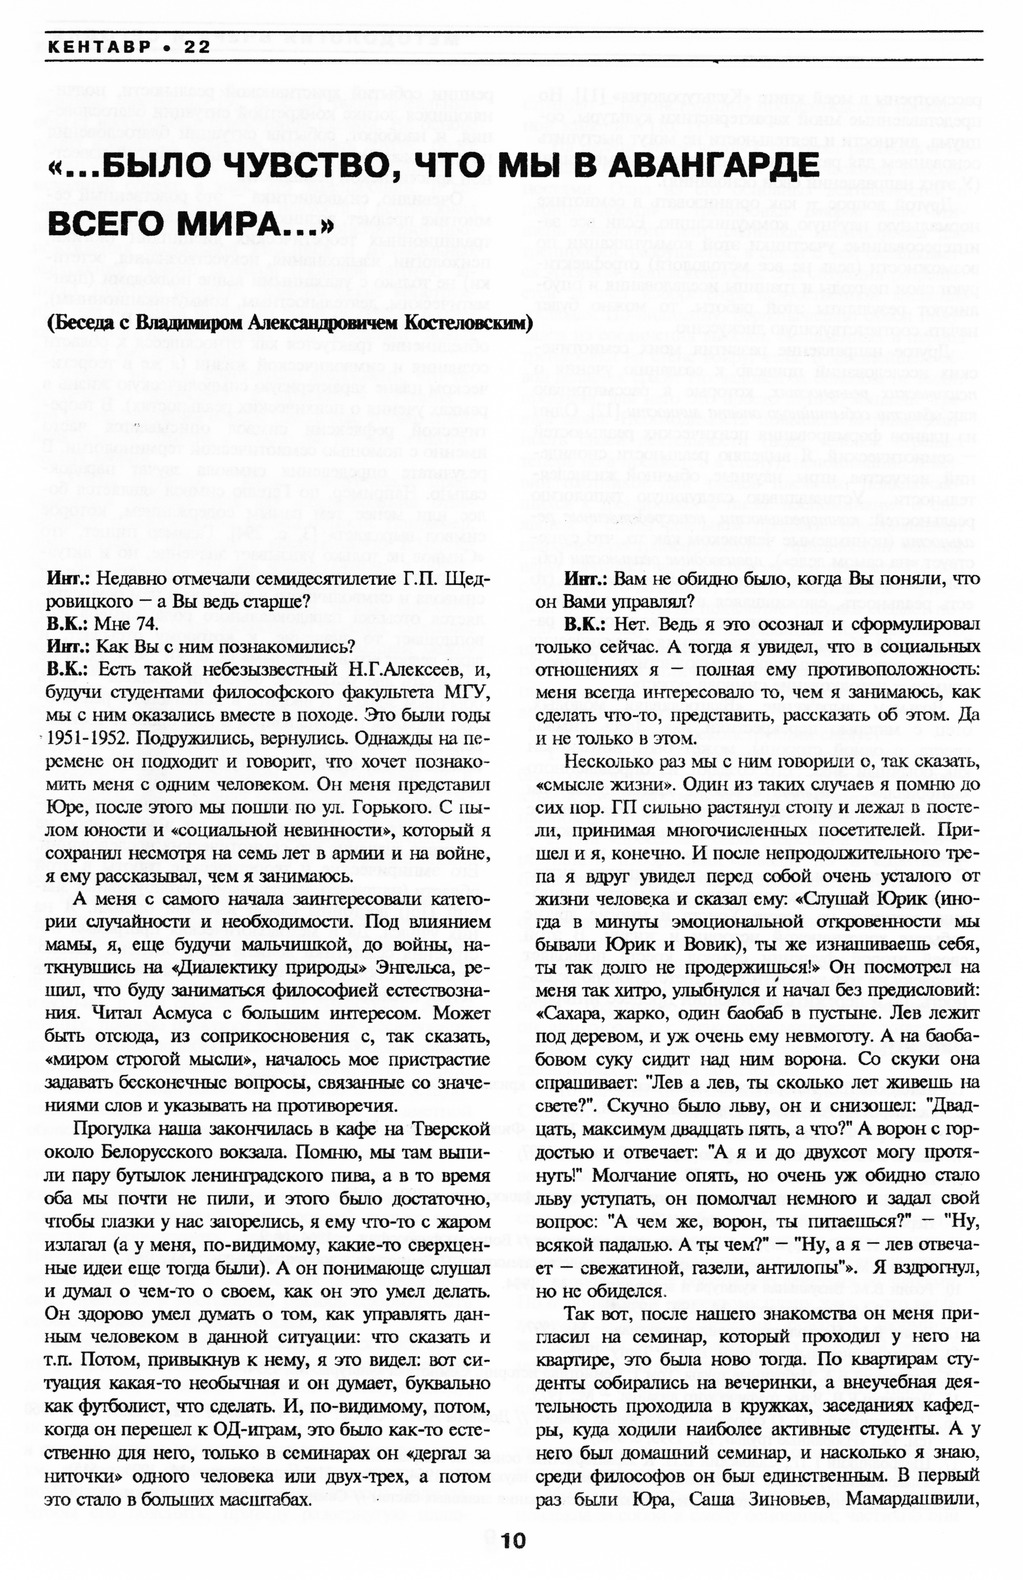 КЕНТАВР • 22
«...БЫЛО ЧУВСТВО, ЧТО МЫ В АВАНГАРДЕ
ВСЕГО МИРА...»
(Беседа с Владимиром Александровичем Костеловским)
Инт.: Недавно отмечали семидесятилетие Г.П. Щед-
ровицкого — а Вы ведь старше?
В.К.: Мне 74.
Инт.: Как Вы с ним познакомились?
В.К.: Есть такой небезызвестный Н.Г.Алексеев, и,
будучи студентами философского факультета МГУ,
мы с ним оказались вместе в походе. Это были годы
1951-1952. Подружились, вернулись. Однажды на пе-
ремене он подходит и говорит, что хочет познако-
мить меня с одним человеком. Он меня представил
Юре, после этого мы пошли по ул. Горького. С пы-
лом юности и «социальной невинности», который я
сохранил несмотря на семь лет в армии и на войне,
я ему рассказывал, чем я занимаюсь.
А меня с самого начала заинтересовали катего-
рии случайности и необходимости. Под влиянием
мамы, я, еще будучи мальчишкой, до войны, на-
ткнувшись на «Диалектику природы» Энгельса, ре-
шил, что буду заниматься философией естествозна-
ния. Читал Асмуса с большим интересом. Может
быть отсюда, из соприкосновения с, так сказать,
«миром строгой мысли», началось мое пристрастие
задавать бесконечные вопросы, связанные со значе-
ниями слов и указывать на противоречия.
Прогулка наша закончилась в кафе на Тверской
около Белорусского вокзала. Помню, мы там выпи-
ли пару бутылок ленинградского пива, а в то время
оба мы почти не пили, и этого было достаточно,
чтобы глазки у нас загорелись, я ему что-то с жаром
излагал (а у меня, по-видимому, какие-то сверхцен-
ные идеи еще тогда были). А он понимающе слушал
и думал о чем-то о своем, как он это умел делать.
Он здорово умел думать о том, как управлять дан-
ным человеком в данной ситуации: что сказать и
т.п. Потом, привыкнув к нему, я это видел: вот си-
туация какая-то необычная и он думает, буквально
как футболист, что сделать. И, по-видимому, потом,
когда он перешел к ОД-играм, это было как-то есте-
ственно для него, только в семинарах он «дергал за
ниточки» одного человека или двух-трех, а потом
это стало в больших масштабах.
Инт.: Вам не обидно было, когда Вы поняли, что
он Вами управлял?
В.К.: Нет. Ведь я это осознал и сформулировал
только сейчас. А тогда я увидел, что в социальных
отношениях я — полная ему противоположность:
меня всегда интересовало то, чем я занимаюсь, как
сделать что-то, представить, рассказать об этом. Да
и не только в этом.
Несколько раз мы с ним говорили о, так сказать,
«смысле жизни». Один из таких случаев я помню до
сих пор. ГП сильно растянул стопу и лежал в посте-
ли, принимая многочисленных посетителей. При-
шел и я, конечно. И после непродолжительного тре-
па я вдруг увидел перед собой очень усталого от
жизни человека и сказал ему: «Слушай Юрик (ино-
гда в минуты эмоциональной откровенности мы
бывали Юрик и Вовик), ты же изнашиваешь себя,
ты так долго не продержишься!» Он посмотрел на
меня так хитро, улыбнулся и начал без предисловий:
«Сахара, жарко, один баобаб в пустыне. Лев лежит
под деревом, и уж очень ему невмоготу. А на баоба-
бовом суку сидит над ним ворона. Со скуки она
спрашивает: "Лев а лев, ты сколько лет живешь на
свете?". Скучно было льву, он и снизошел: "Двад-
цать, максимум двадцать пять, а что?" А ворон с гор-
достью и отвечает: "А я и до двухсот могу протя-
нуть!" Молчание опять, но очень уж обидно стало
льву уступать, он помолчал немного и задал свой
вопрос: "А чем же, ворон, ты питаешься?" — "Ну,
всякой падалью. А ты чем?" — "Ну, а я — лев отвеча-
ет — свежатиной, газели, антилопы"». Я вздрогнул,
но не обиделся.
Так вот, после нашего знакомства он меня при-
гласил на семинар, который проходил у него на
квартире, это была ново тогда. По квартирам сту-
денты собирались на вечеринки, а внеучебная дея-
тельность проходила в кружках, заседаниях кафед-
ры, куда ходили наиболее активные студенты. А у
него был домашний семинар, и насколько я знаю,
среди философов он был единственным. В первый
раз были Юра, Саша Зиновьев, Мамардашвили,
10